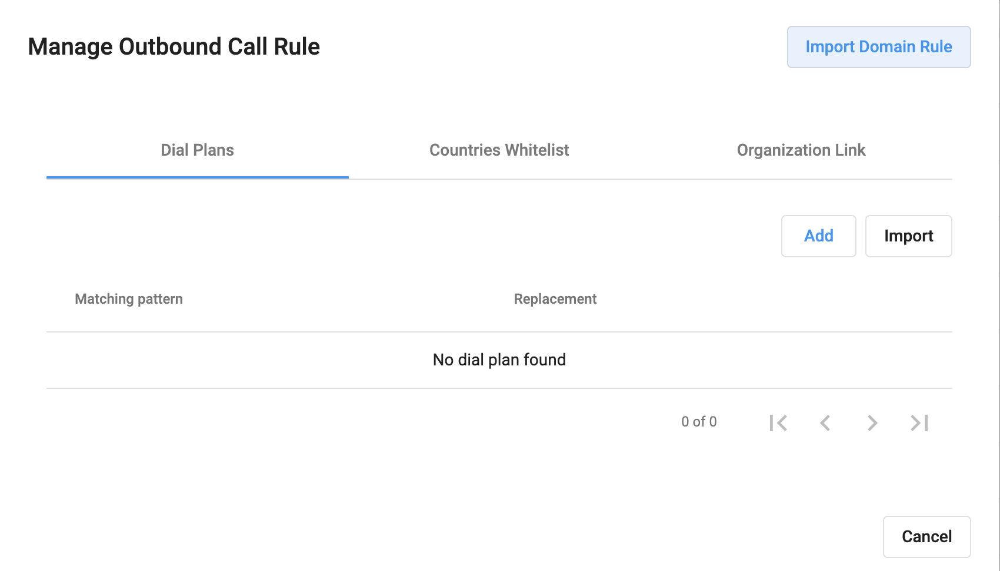 Manage Outbound Call Rule
Import Domain Rule
Dial Plans
Countries Whitelist
Organization Link
Add
Import
Matching pattern
Replacement
No dial plan found
0 of 0
Cancel